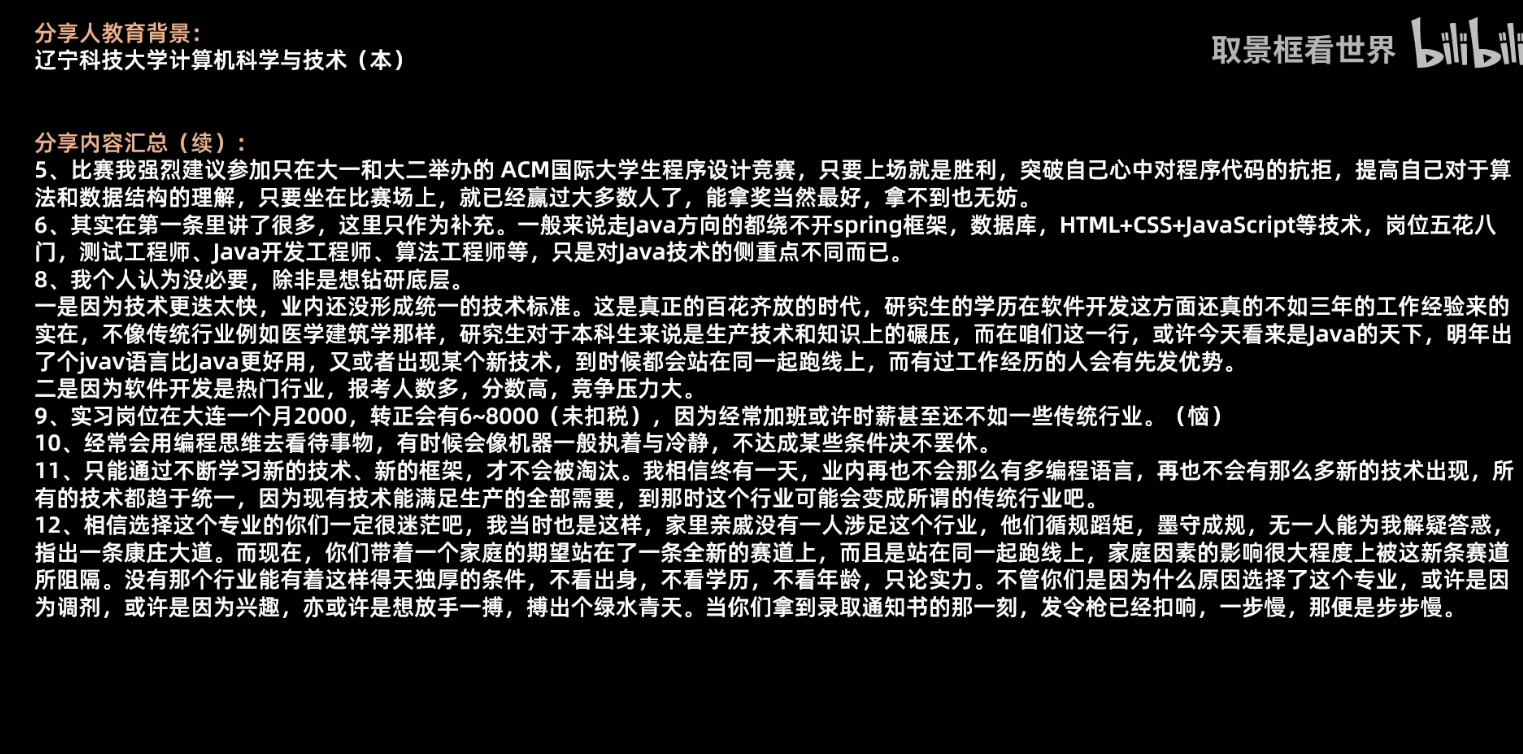 分享人教育背景：
辽宁科技大学计算机科学与技术（本）
取景框看世界 bilibili
分享内容汇总（续）：
5、比赛我强烈建议参加只在大一和大二举办的 ACM国际大学生程序设计竞赛，只要上场就是胜利，突破自己心中对程序代码的抗拒，提高自己对于算
法和数据结构的理解，只要坐在比赛场上，就已经赢过大多数人了，能拿奖当然最好，拿不到也无妨。
6、其实在第一条里讲了很多，这里只作为补充。一般来说走Java方向的都绕不开spring框架，数据库，HTML+CSS+JavaScript等技术，岗位五花八
门，测试工程师、Java开发工程师、算法工程师等，只是对Java技术的侧重点不同而已。
8、我个人认为没必要，除非是想钻研底层。
一是因为技术更迭太快，业内还没形成统一的技术标准。这是真正的百花齐放的时代，研究生的学历在软件开发这方面还真的不如三年的工作经验来的
实在，不像传统行业例如医学建筑学那样，研究生对于本科生来说是生产技术和知识上的碾压，而在咱们这一行，或许今天看来是Java的天下，明年出
了个jvav语言比Java更好用，又或者出现某个新技术，到时候都会站在同一起跑线上，而有过工作经历的人会有先发优势。
二是因为软件开发是热门行业，报考人数多，分数高，竞争压力大。
9、实习岗位在大连一个月2000，转正会有6~8000（未扣税），因为经常加班或许时薪甚至还不如一些传统行业。（恼）
10、经常会用编程思维去看待事物，有时候会像机器一般执着与冷静，不达成某些条件决不罢休。
11、只能通过不断学习新的技术、新的框架，才不会被淘汰。我相信终有一天，业内再也不会那么有多编程语言，再也不会有那么多新的技术出现，所
有的技术都趋于统一，因为现有技术能满足生产的全部需要，到那时这个行业可能会变成所谓的传统行业吧。
12、相信选择这个专业的你们一定很迷茫吧，我当时也是这样，家里亲戚没有一人涉足这个行业，他们循规蹈矩，墨守成规，无一人能为我解疑答惑，
指出一条康庄大道。而现在，你们带着一个家庭的期望站在了一条全新的赛道上，而且是站在同一起跑线上，家庭因素的影响很大程度上被这新条赛道
所阻隔。没有那个行业能有着这样得天独厚的条件，不看出身，不看学历，不看年龄，只论实力。不管你们是因为什么原因选择了这个专业，或许是因
为调剂，或许是因为兴趣，亦或许是想放手一搏，搏出个绿水青天。当你们拿到录取通知书的那一刻，发令枪已经扣响，一步慢，那便是步步慢。